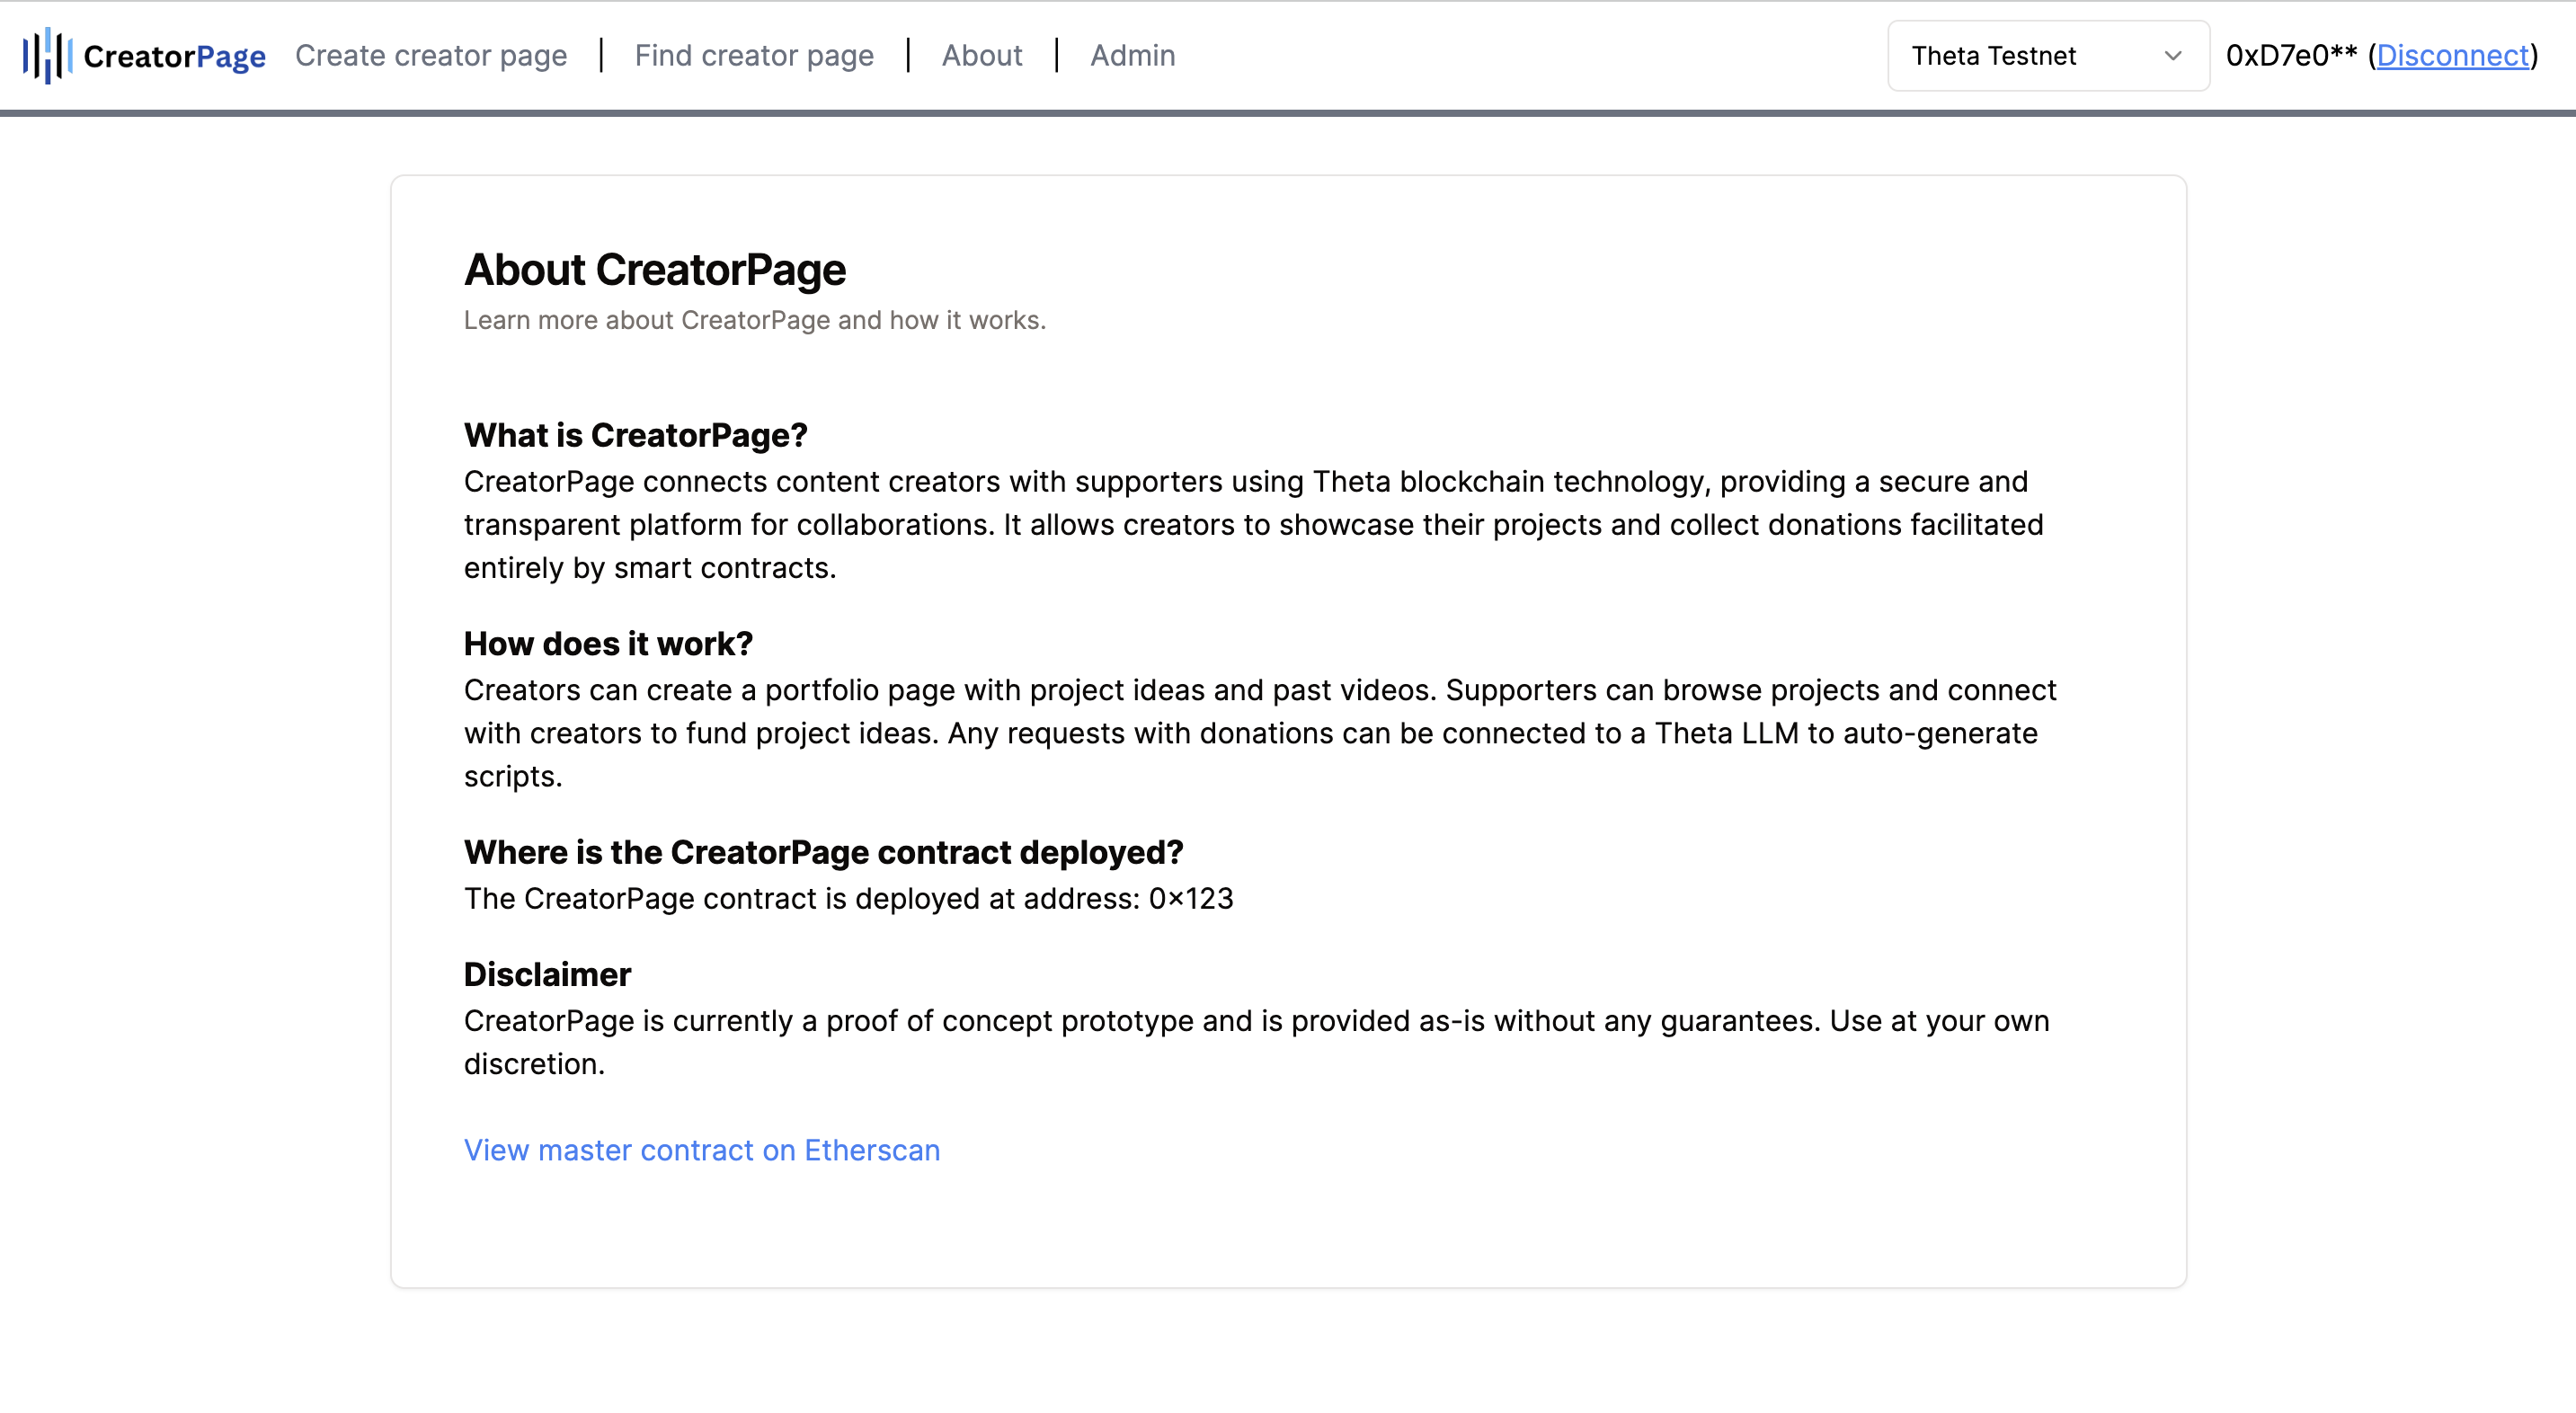 CreatorPage Create creator page | Find creator page | About | Admin Theta Testnet 0xD7e0** (Disconnect)
About CreatorPage
Learn more about CreatorPage and how it works.
What is CreatorPage?
CreatorPage connects content creators with supporters using Theta blockchain technology, providing a secure and
transparent platform for collaborations. It allows creators to showcase their projects and collect donations facilitated
entirely by smart contracts.
How does it work?
Creators can create a portfolio page with project ideas and past videos. Supporters can browse projects and connect
with creators to fund project ideas. Any requests with donations can be connected to a Theta LLM to auto-generate
scripts.
Where is the CreatorPage contract deployed?
The CreatorPage contract is deployed at address: 0×123
Disclaimer
CreatorPage is currently a proof of concept prototype and is provided as-is without any guarantees. Use at your own
discretion.
View master contract on Etherscan